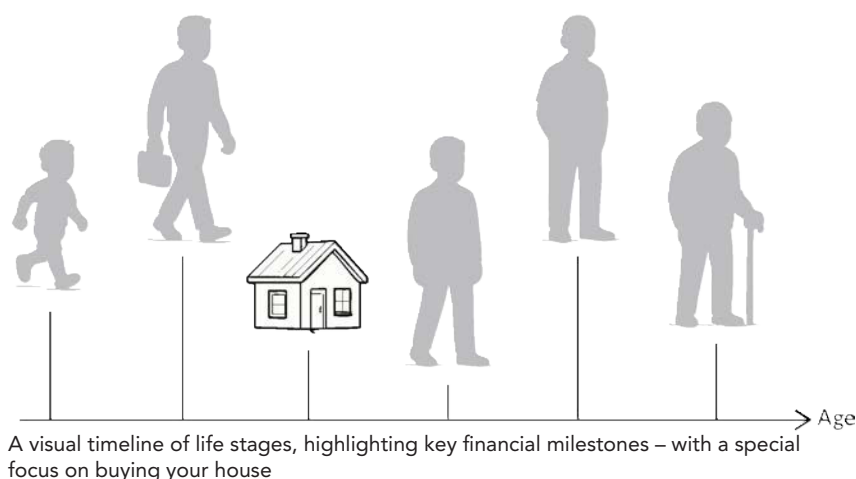 Age
A visual timeline of life stages, highlighting key financial milestones – with a special
focus on buying your house